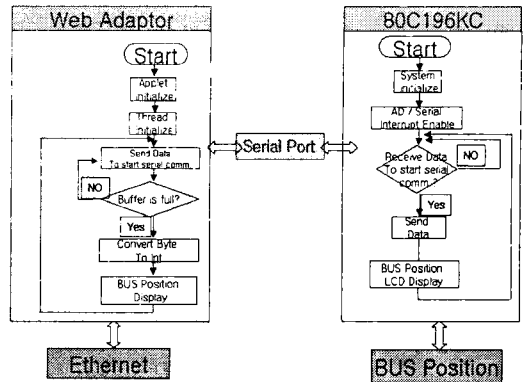 Web Adaptor
Start
Applet
initialize
Thread
initialize
Send Data
To start serial comm.
NO
Buffer is full?
Yes
Convert Byte
To Int
BUS Position
Display
Ethernet
Serial Port
80C196KC
Start
System
initialize
AD / Serial
Interrupt Enable
Receive Data
To start serial
comm.?
NO
Yes
Send
Data
BUS Position
LCD Display
BUS Position